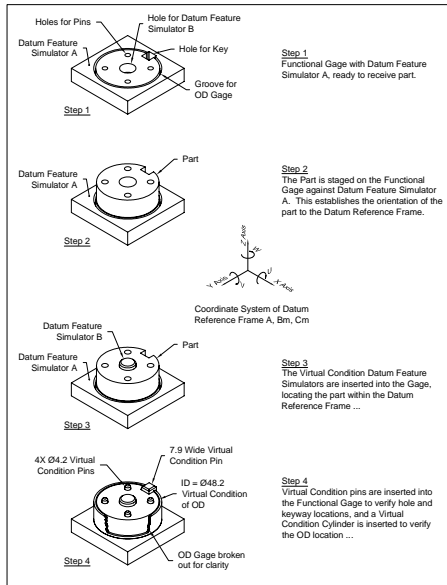 Holes for Pins
Hole for Datum Feature
Simulator B
Datum Feature
Simulator A
Hole for Key
Groove for
OD Gage
Step 1
Step 1
Functional Gage with Datum Feature
Simulator A, ready to receive part.
Datum Feature
Simulator A
Part
Step 2
Step 2
The Part is staged on the Functional
Gage against Datum Feature Simulator
A. This establishes the orientation of the
part to the Datum Reference Frame.
Z Axis
W
Y Axis
V
U
X Axis
Coordinate System of Datum
Reference Frame A, Bm, Cm
Datum Feature
Simulator B
Datum Feature
Simulator A
Part
Step 3
Step 3
The Virtual Condition Datum Feature
Simulators are inserted into the Gage,
locating the part within the Datum
Reference Frame ...
4X Ø4.2 Virtual
Condition Pins
7.9 Wide Virtual
Condition Pin
ID = Ø48.2
Virtual Condition
of OD
OD Gage broken
out for clarity
Step 4
Step 4
Virtual Condition pins are inserted into
the Functional Gage to verify hole and
keyway locations, and a Virtual
Condition Cylinder is inserted to verify
the OD location ...